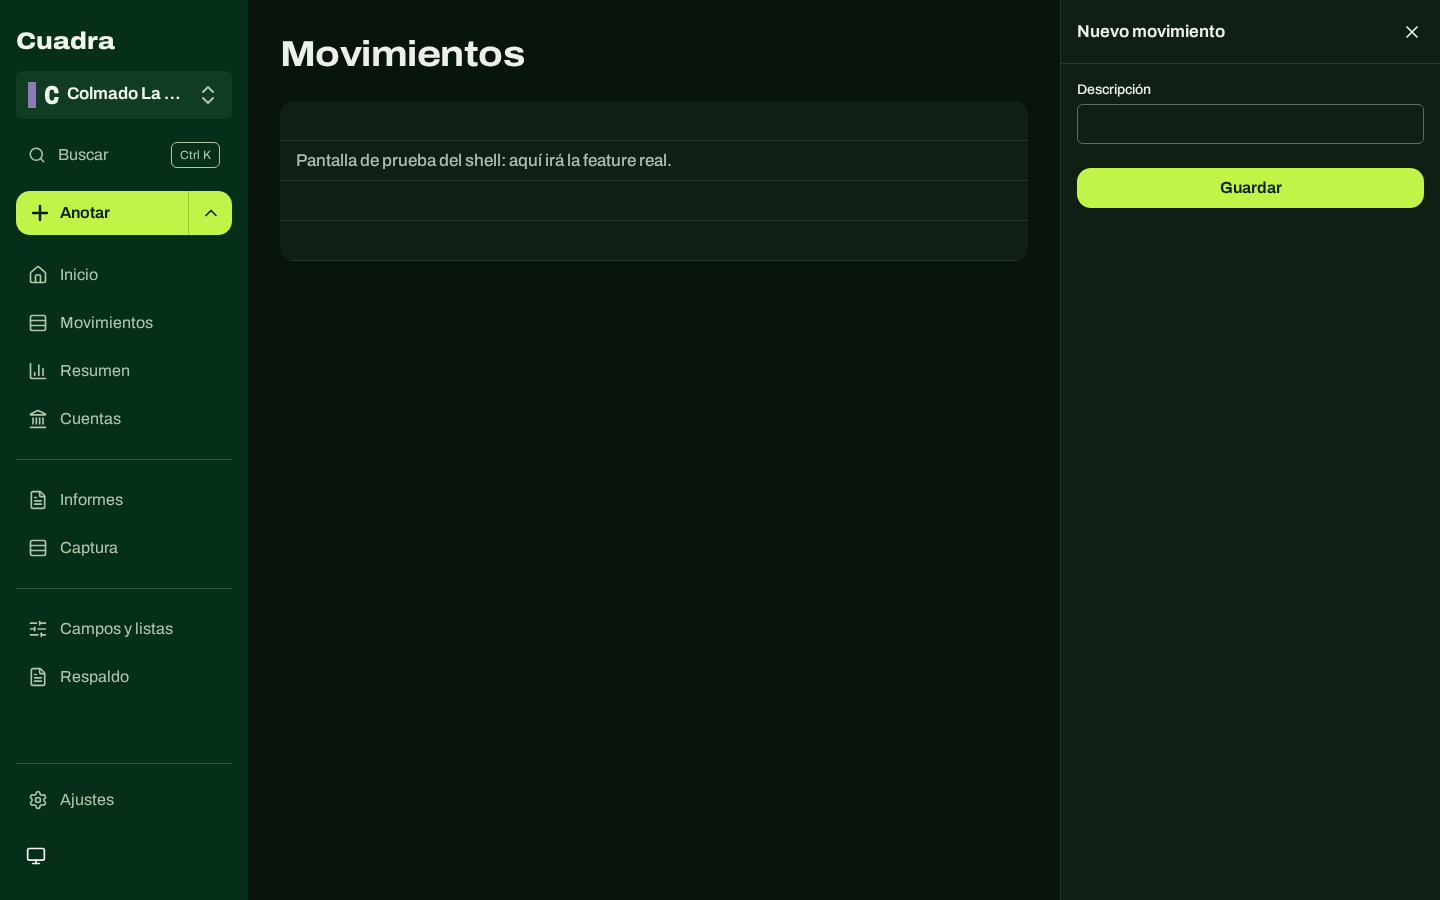 Cuadra
C Colmado La ...
Buscar
Ctrl K
Anotar
Inicio
Movimientos
Resumen
Cuentas
Informes
Captura
Campos y listas
Respaldo
Ajustes
Movimientos
Pantalla de prueba del shell: aquí irá la feature real.
Nuevo movimiento
Descripción
Guardar